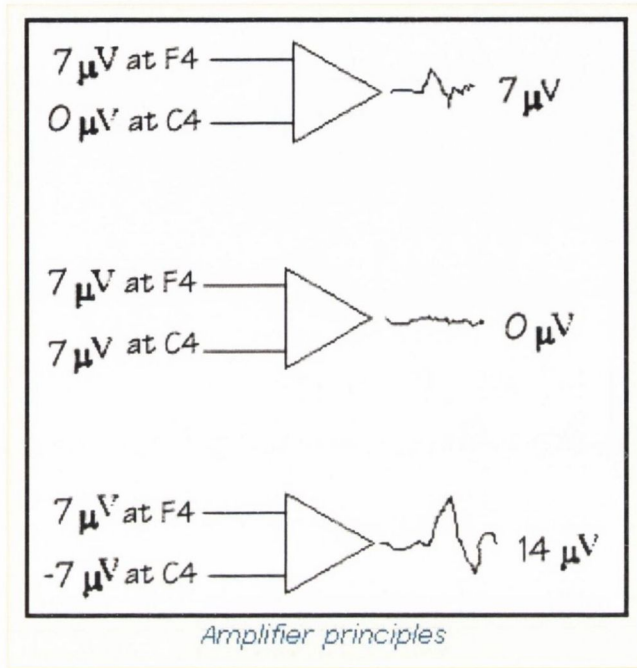 7 μV at F4
0 μV at C4
7 μV
7 μV at F4
7 μV at C4
0 μV
7 μV at F4
-7 μV at C4
14 μV
Amplifier principles